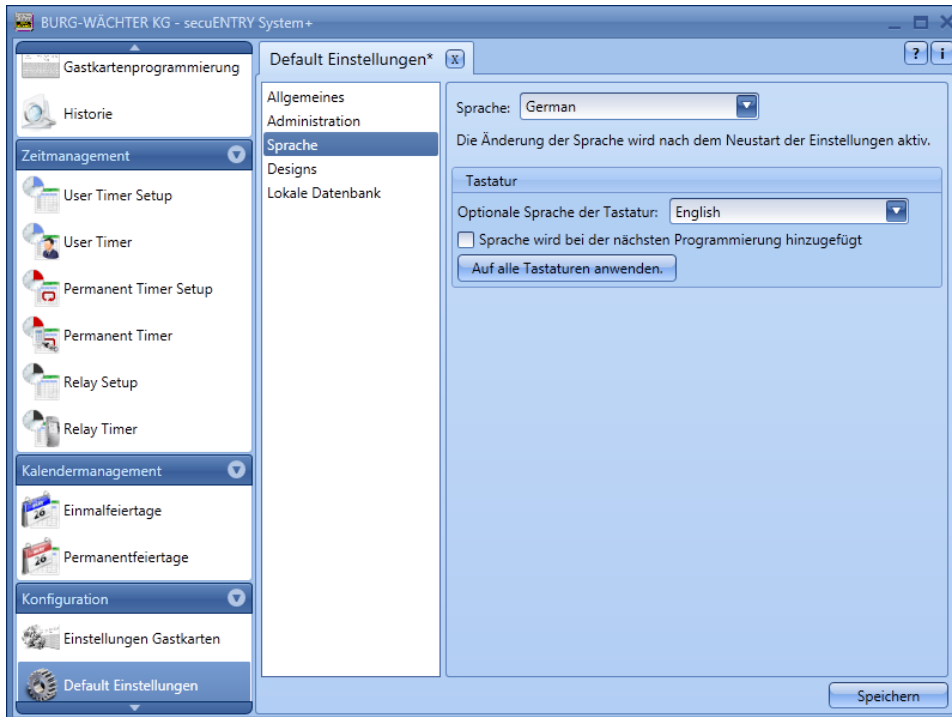 BURG-WÄCHTER KG - secuENTRY System+
Gastkartenprogrammierung
Historie
Zeitmanagement
User Timer Setup
User Timer
Permanent Timer Setup
Permanent Timer
Relay Setup
Relay Timer
Kalendermanagement
Einmalfeiertage
Permanentfeiertage
Konfiguration
Einstellungen Gastkarten
Default Einstellungen
Default Einstellungen* x
? i
Allgemeines
Administration
Sprache
Designs
Lokale Datenbank
Sprache: German
Die Änderung der Sprache wird nach dem Neustart der Einstellungen aktiv.
Tastatur
Optionale Sprache der Tastatur: English
Sprache wird bei der nächsten Programmierung hinzugefügt
Auf alle Tastaturen anwenden.
Speichern